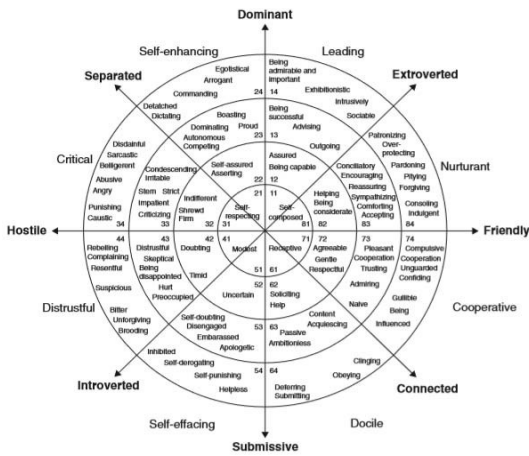 Dominant
Self-enhancing
Leading
Egotistical
Arrogant
Commanding
24
14
Being
admirable and
important
Exhibitionistic
Intrusively
Sociable
Separated
Extroverted
Detatched
Dictating
Boasting
Proud
23
13
Being
successful
Advising
Outgoing
Dominating
Autonomous
Competing
Patronizing
Over-
protecting
Pardoning
Pitying
Forgiving
Consoling
Indulgent
Critical
Nurturant
Disdainful
Sarcastic
Belligerent
Abusive
Angry
Punishing
Caustic
34
Condescending
Irritable
Stern Strict
Impatient
Criticizing
33
Self-assured
Asserting
22
12
Assured
Being capable
Conciliatory
Encouraging
Reassuring
Sympathizing
Comforting
Accepting
Indifferent
Shrewd
Firm
32
21
11
Self-
respecting
31
Self-
composed
81
Helping
Being
considerate
82
83
84
Hostile
Friendly
44
Rebelling
Complaining
Resentful
Suspicious
Bitter
Unforgiving
Brooding
43
Distrustful
Skeptical
Being
disappointed
Hurt
Preoccupied
42
Doubting
Timid
41
Modest
51
71
Receptive
61
72
Agreeable
Gentle
Respectful
73
Pleasant
Cooperation
Trusting
Admiring
Naive
74
Compulsive
Cooperation
Unguarded
Confiding
Gullible
Being
Influenced
Distrustful
Cooperative
52
Uncertain
62
Soliciting
Help
Self-doubting
Disengaged
Embarassed
Apologetic
53
63
Content
Acquiescing
Passive
Ambitionless
Inhibited
Self-derogating
Self-punishing
Helpless
54
64
Clinging
Obeying
Deferring
Submitting
Introverted
Connected
Self-effacing
Docile
Submissive